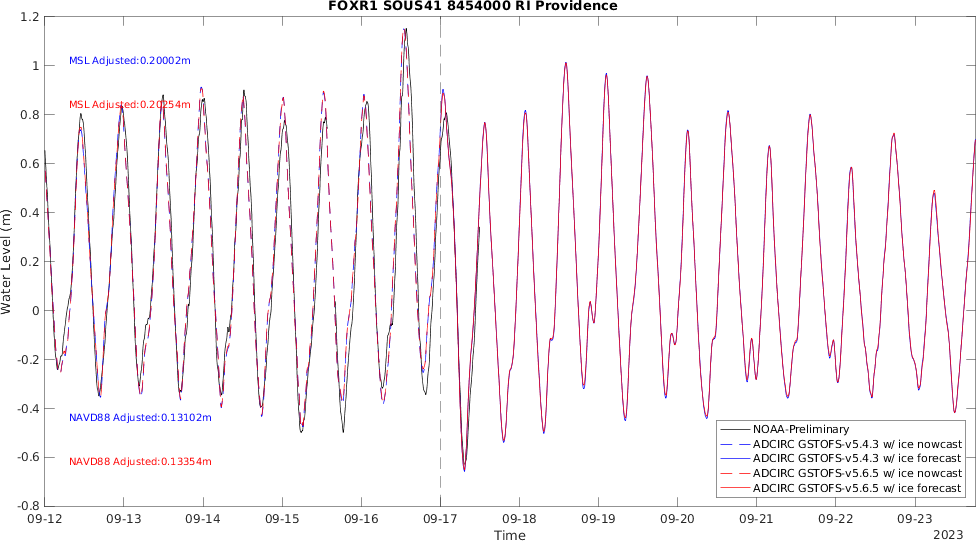 FOXR1 SOUS41 8454000 RI Providence
1.2
1
0.8
0.6
0.4
0.2
0
-0.2
-0.4
-0.6
-0.8
Water Level (m)
MSL Adjusted:0.20002m
MSL Adjusted:0.20254m
NAVD88 Adjusted:0.13102m
NAVD88 Adjusted:0.13354m
NOAA-Preliminary
ADCIRC GSTOFS-v5.4.3 w/ ice nowcast
ADCIRC GSTOFS-v5.4.3 w/ ice forecast
ADCIRC GSTOFS-v5.6.5 w/ ice nowcast
ADCIRC GSTOFS-v5.6.5 w/ ice forecast
09-12 09-13 09-14 09-15 09-16 09-17 09-18 09-19 09-20 09-21 09-22 09-23
Time
2023